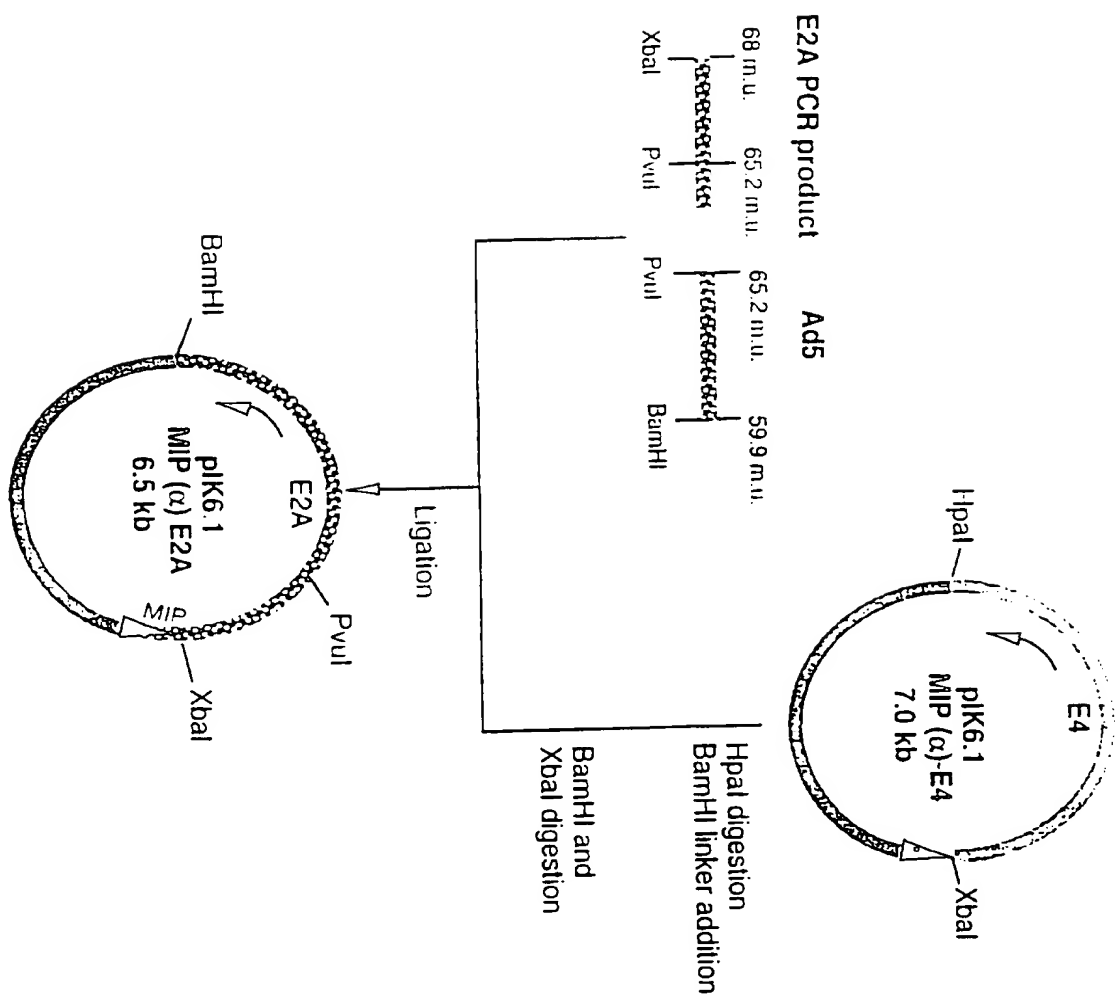 E2A PCR product
68 m.u.
65.2 m.u.
XbaI
PvuI
Ad5
65.2 m.u.
59.9 m.u.
PvuI
BamHI
HpaI
E4
pIK6.1
MIP (α)-E4
7.0 kb
XbaI
HpaI digestion
BamHI linker addition
BamHI and
XbaI digestion
Ligation
BamHI
E2A
pIK6.1
MIP (α) E2A
6.5 kb
PvuI
MIP
XbaI